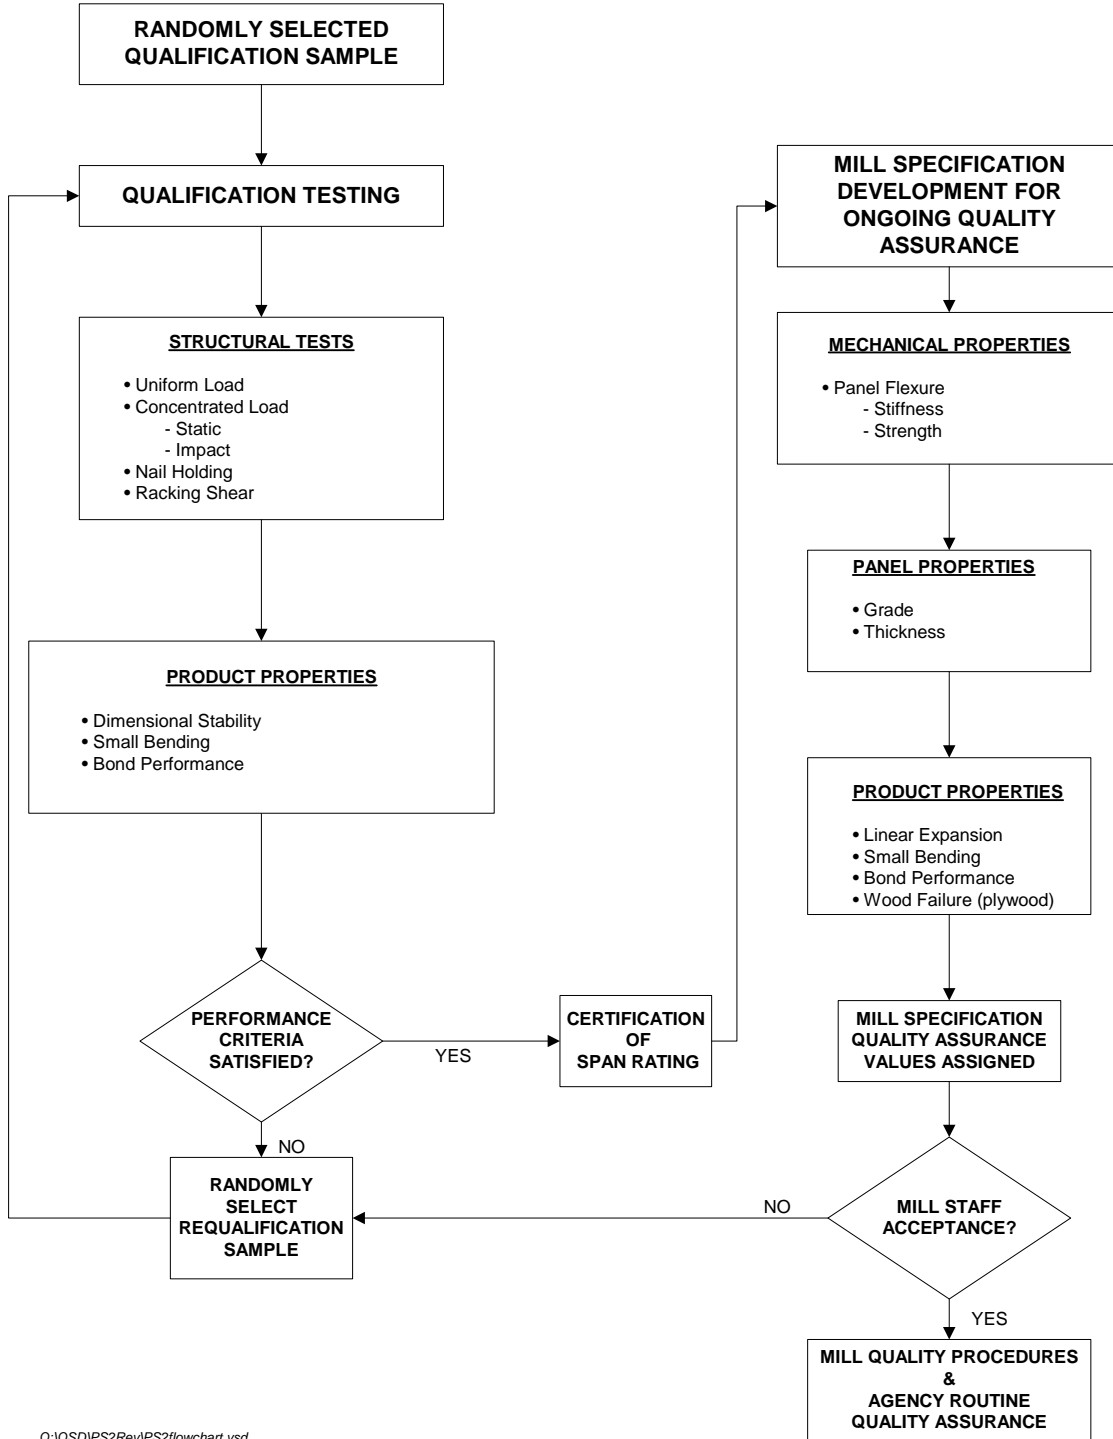 RANDOMLY SELECTED
QUALIFICATION SAMPLE
QUALIFICATION TESTING
STRUCTURAL TESTS
• Uniform Load
• Concentrated Load
- Static
- Impact
• Nail Holding
• Racking Shear
PRODUCT PROPERTIES
• Dimensional Stability
• Small Bending
• Bond Performance
PERFORMANCE
CRITERIA
SATISFIED?
YES
NO
CERTIFICATION
OF
SPAN RATING
RANDOMLY
SELECT
REQUALIFICATION
SAMPLE
MILL SPECIFICATION
DEVELOPMENT FOR
ONGOING QUALITY
ASSURANCE
MECHANICAL PROPERTIES
• Panel Flexure
- Stiffness
- Strength
PANEL PROPERTIES
• Grade
• Thickness
PRODUCT PROPERTIES
• Linear Expansion
• Small Bending
• Bond Performance
• Wood Failure (plywood)
MILL SPECIFICATION
QUALITY ASSURANCE
VALUES ASSIGNED
MILL STAFF
ACCEPTANCE?
NO
YES
MILL QUALITY PROCEDURES
&
AGENCY ROUTINE
QUALITY ASSURANCE
O:\QSD\PS2Rev\PS2flowchart.vsd